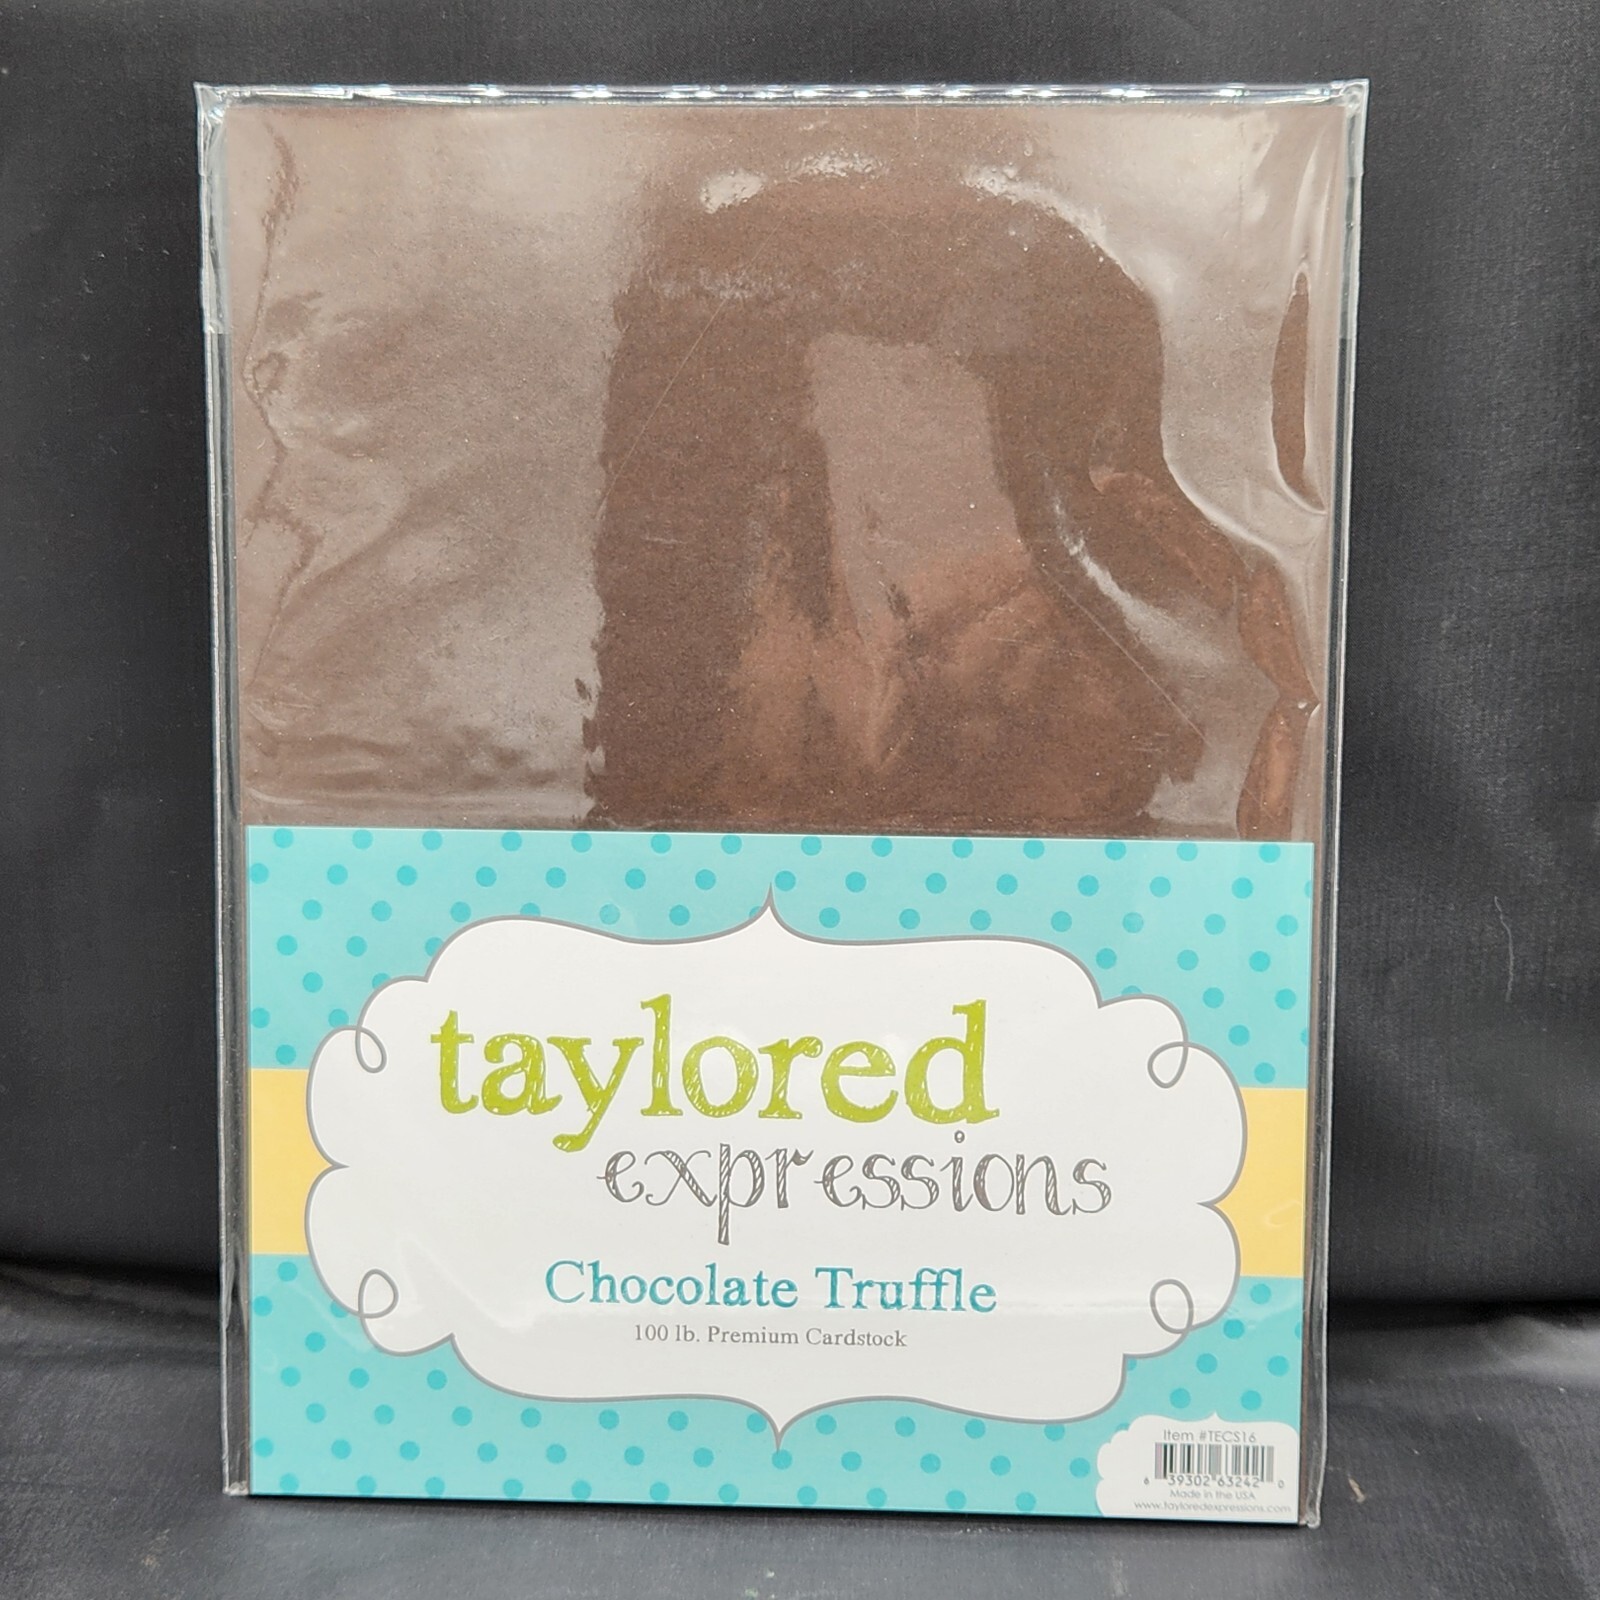 taylored
expressions
Chocolate Truffle
100 lb. Premium Cardstock
Item #TECS16
6 39302 63242 0
Made in the USA
www.tayloredexpressions.com